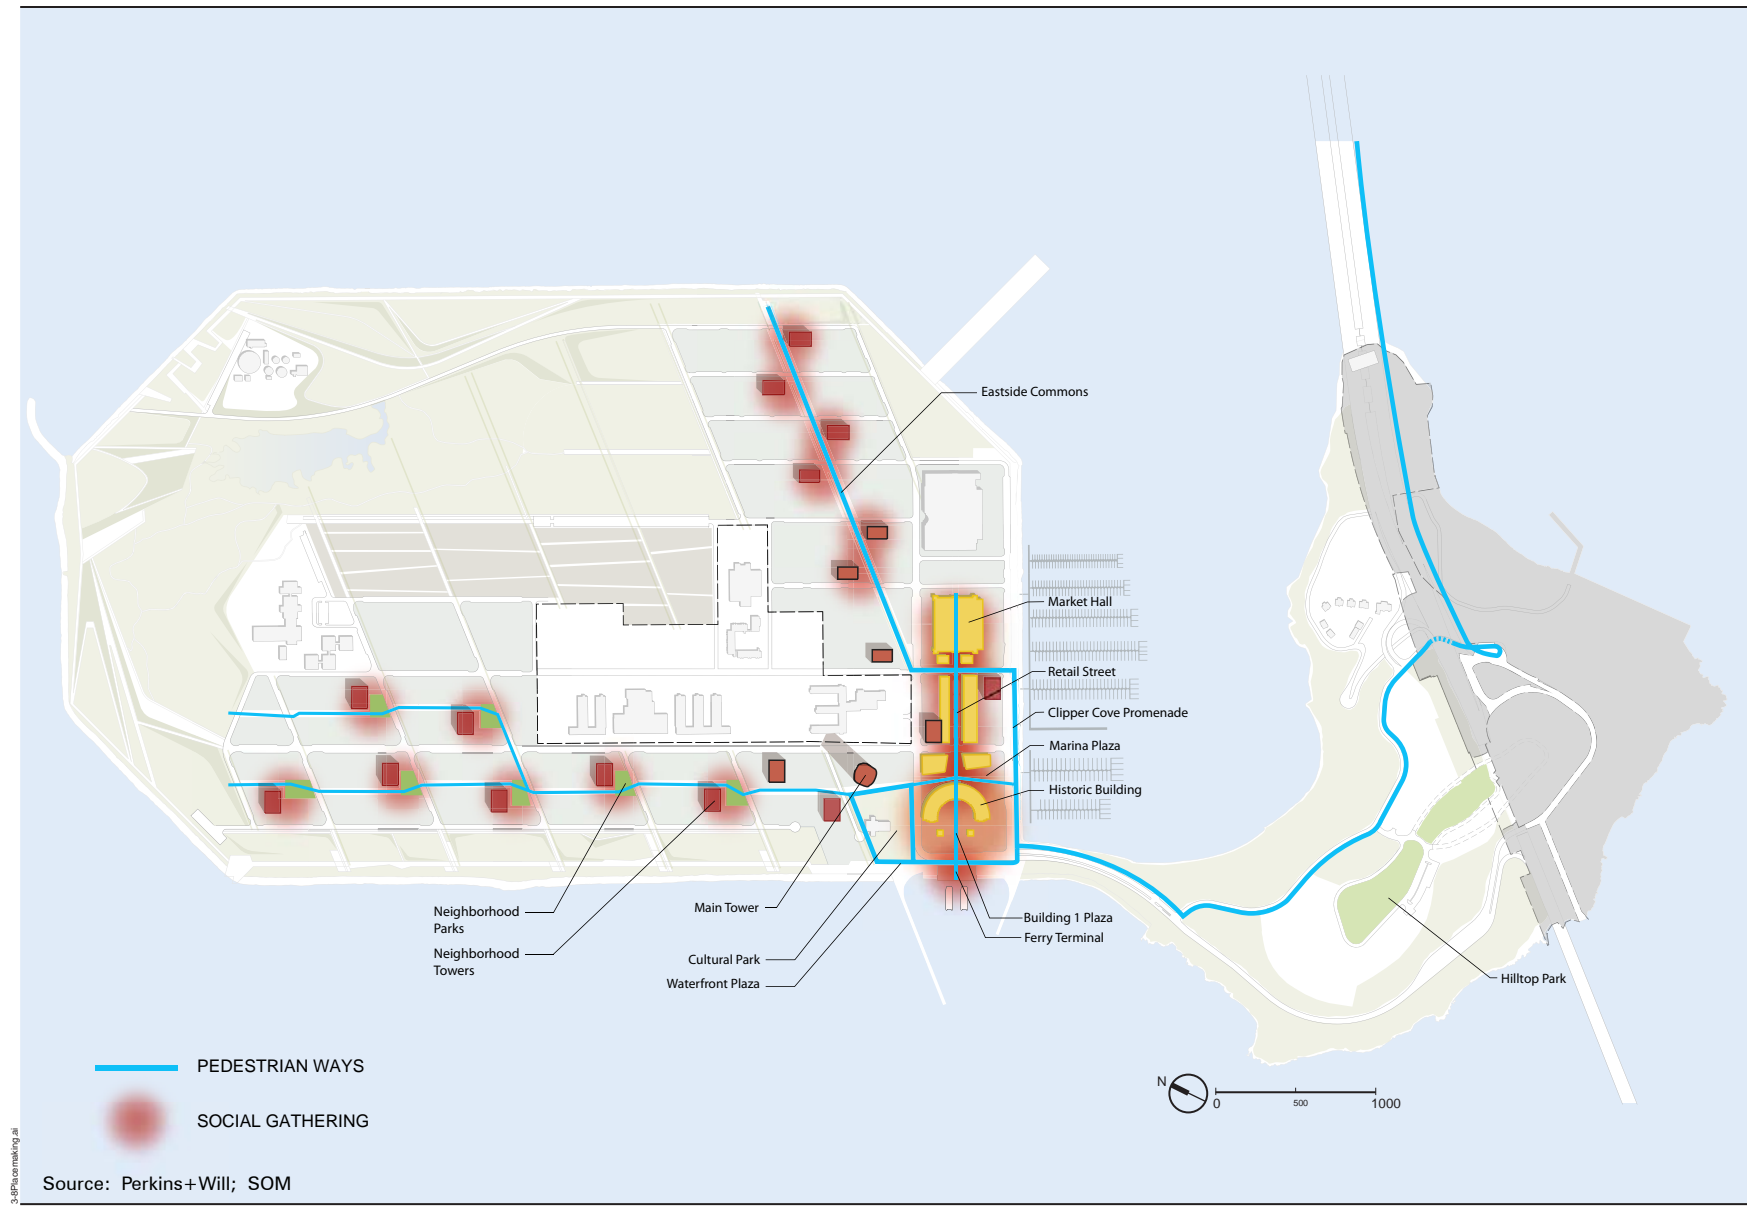 Eastside Commons
Market Hall
Retail Street
Clipper Cove Promenade
Marina Plaza
Historic Building
Neighborhood
Parks
Main Tower
Building 1 Plaza
Ferry Terminal
Neighborhood
Towers
Cultural Park
Waterfront Plaza
Hilltop Park
PEDESTRIAN WAYS
SOCIAL GATHERING
N
0 500 1000
Source: Perkins+Will; SOM
3-8Placemaking.ai